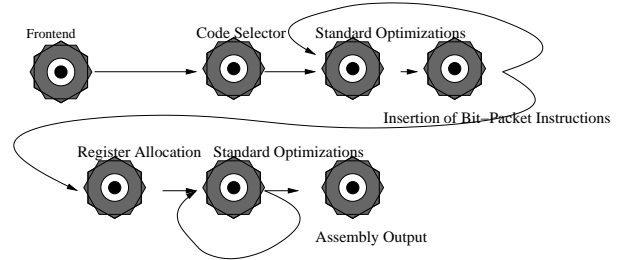 Frontend
Code Selector
Standard Optimizations
Insertion of Bit−Packet Instructions
Register Allocation
Standard Optimizations
Assembly Output